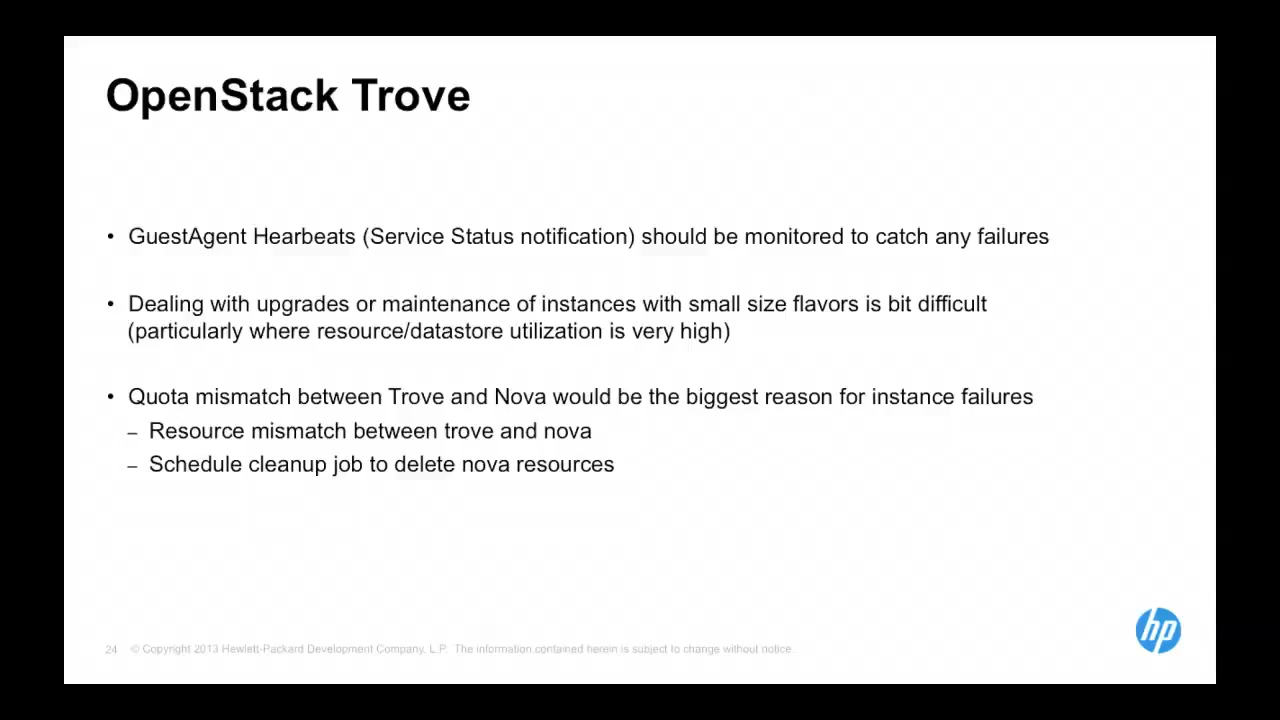 OpenStack Trove
• GuestAgent Hearbeats (Service Status notification) should be monitored to catch any failures
• Dealing with upgrades or maintenance of instances with small size flavors is bit difficult
(particularly where resource/datastore utilization is very high)
• Quota mismatch between Trove and Nova would be the biggest reason for instance failures
– Resource mismatch between trove and nova
– Schedule cleanup job to delete nova resources
hp
24 © Copyright 2013 Hewlett-Packard Development Company, L.P. The information contained herein is subject to change without notice.